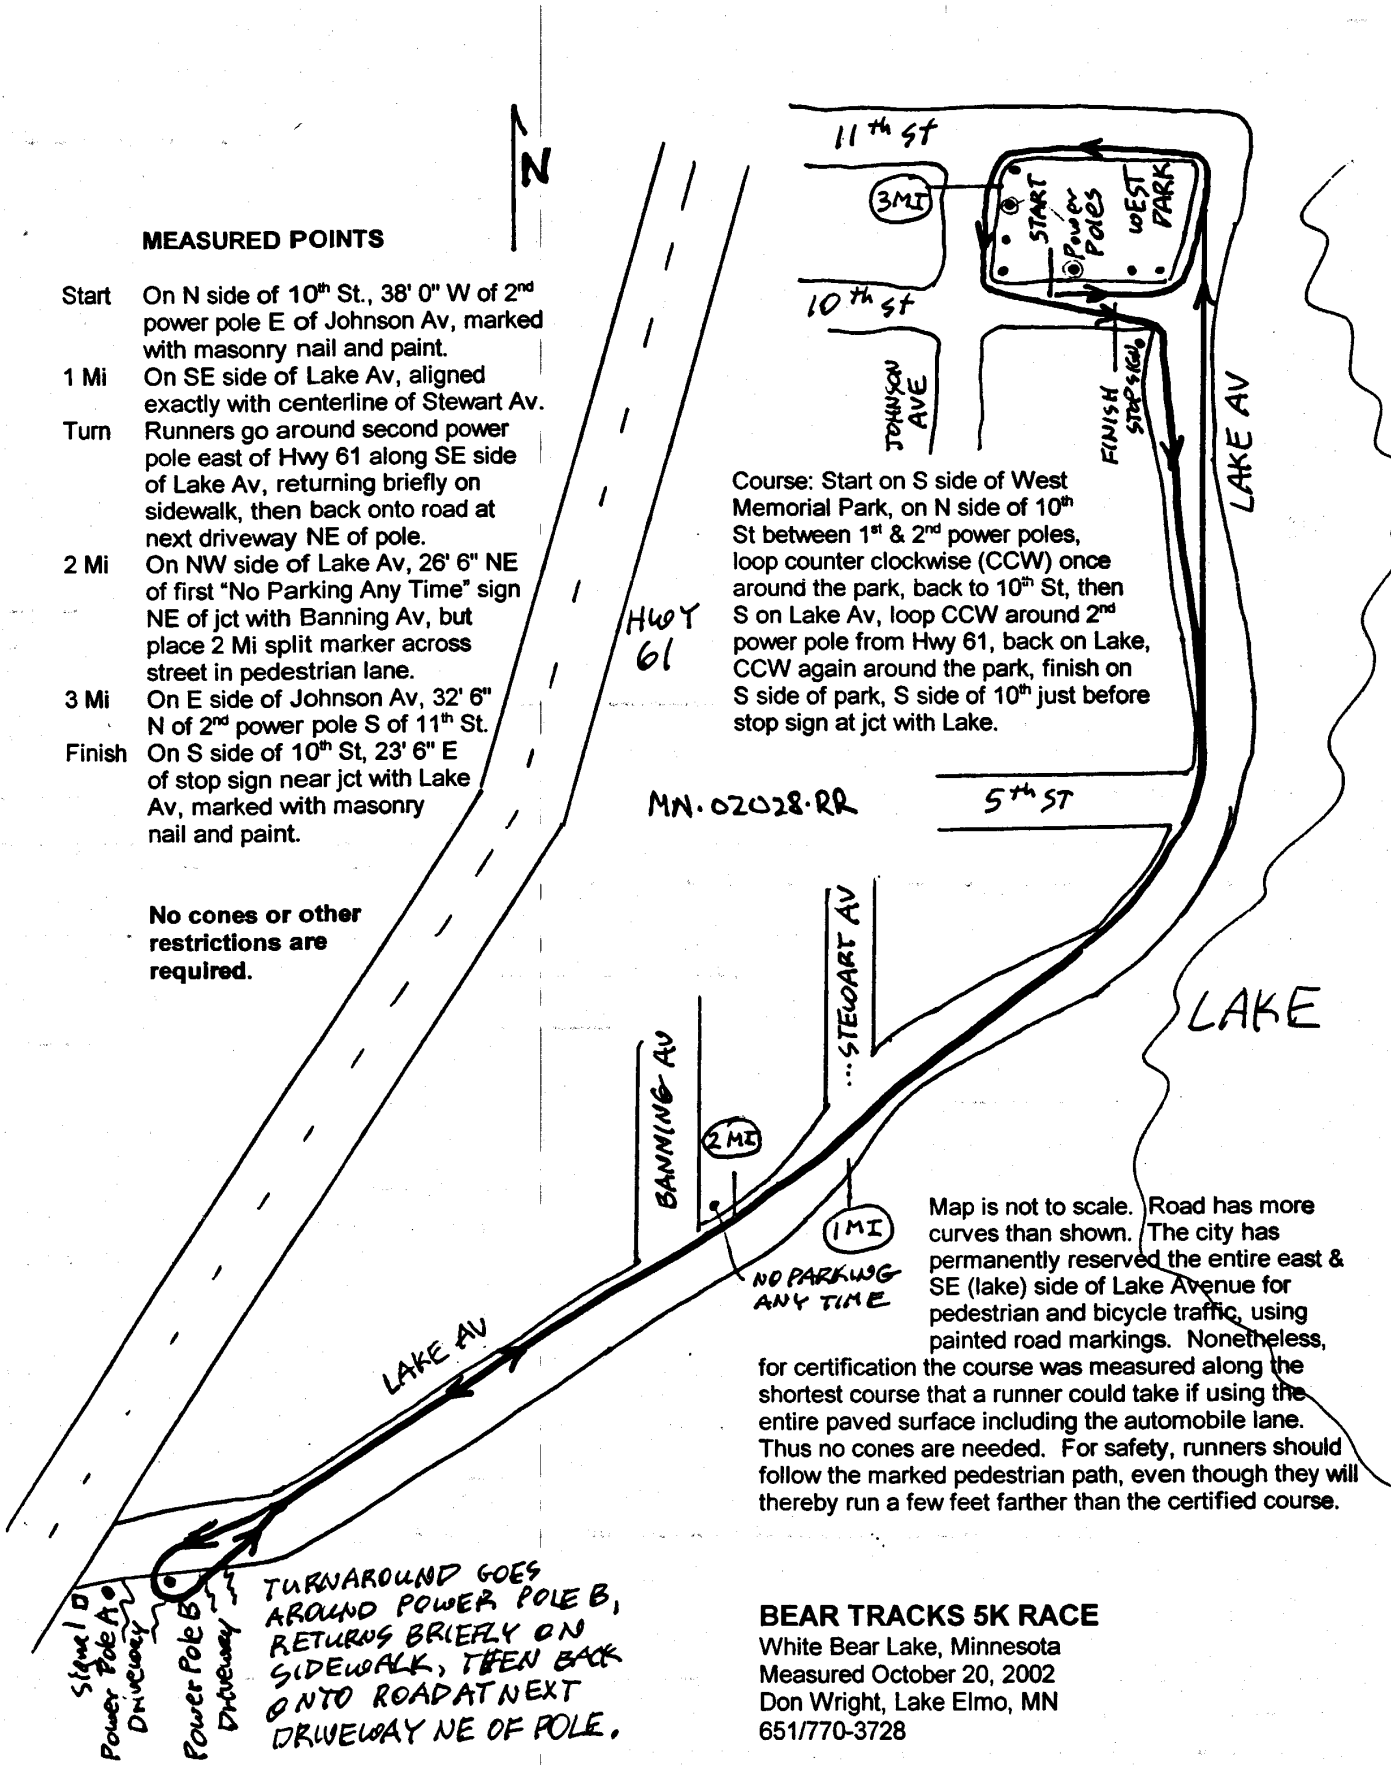 N
11th St
3MI
START
Power
Poles
WEST
PARK
10th St
JOHNSON
AVE
FINISH
STOP SIGN
LAKE AV
MEASURED POINTS
Start On N side of 10th St., 38' 0" W of 2nd
power pole E of Johnson Av, marked
with masonry nail and paint.
1 Mi On SE side of Lake Av, aligned
exactly with centerline of Stewart Av.
Turn Runners go around second power
pole east of Hwy 61 along SE side
of Lake Av, returning briefly on
sidewalk, then back onto road at
next driveway NE of pole.
2 Mi On NW side of Lake Av, 26' 6" NE
of first “No Parking Any Time” sign
NE of jct with Banning Av, but
place 2 Mi split marker across
street in pedestrian lane.
3 Mi On E side of Johnson Av, 32' 6"
N of 2nd power pole S of 11th St.
Finish On S side of 10th St, 23' 6" E
of stop sign near jct with Lake
Av, marked with masonry
nail and paint.
No cones or other
restrictions are
required.
HWY
61
Course: Start on S side of West
Memorial Park, on N side of 10th
St between 1st & 2nd power poles,
loop counter clockwise (CCW) once
around the park, back to 10th St, then
S on Lake Av, loop CCW around 2nd
power pole from Hwy 61, back on Lake,
CCW again around the park, finish on
S side of park, S side of 10th just before
stop sign at jct with Lake.
MN·02028·RR
5th ST
...STEWART AV
LAKE
BANNING AV
2 MI
1 MI
NO PARKING
ANY TIME
LAKE AV
Map is not to scale. Road has more
curves than shown. The city has
permanently reserved the entire east &
SE (lake) side of Lake Avenue for
pedestrian and bicycle traffic, using
painted road markings. Nonetheless,
for certification the course was measured along the
shortest course that a runner could take if using the
entire paved surface including the automobile lane.
Thus no cones are needed. For safety, runners should
follow the marked pedestrian path, even though they will
thereby run a few feet farther than the certified course.
Signal
Power Pole A
Driveway
Power Pole B
Driveway
TURNAROUND GOES
AROUND POWER POLE B,
RETURNS BRIEFLY ON
SIDEWALK, THEN BACK
ONTO ROAD AT NEXT
DRIVEWAY NE OF POLE.
BEAR TRACKS 5K RACE
White Bear Lake, Minnesota
Measured October 20, 2002
Don Wright, Lake Elmo, MN
651/770-3728